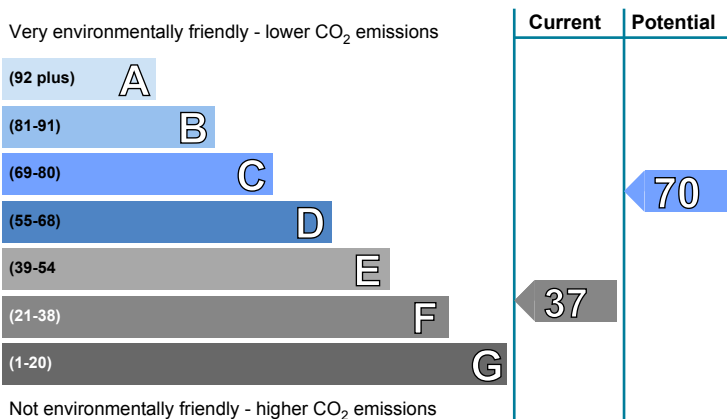 Current Potential
Very environmentally friendly - lower CO2 emissions
(92 plus) A
(81-91) B
(69-80) C
70
(55-68) D
(39-54 E
37
(21-38) F
(1-20) G
Not environmentally friendly - higher CO2 emissions